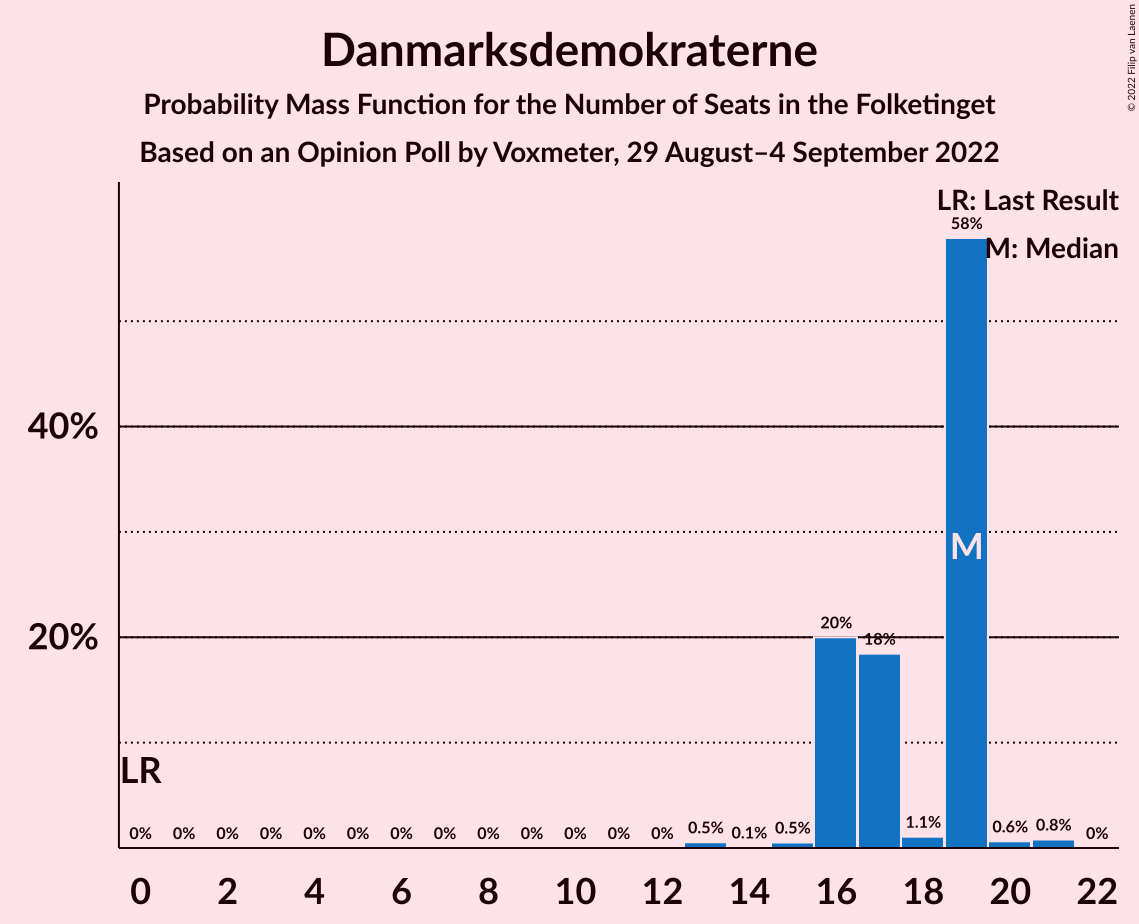 Danmarksdemokraterne
Probability Mass Function for the Number of Seats in the Folketinget
Based on an Opinion Poll by Voxmeter, 29 August–4 September 2022
© 2022 Filip van Laenen
LR: Last Result
58%
M: Median
40%
M
20%
20%
18%
LR
0% 0% 0% 0% 0% 0% 0% 0% 0% 0% 0% 0% 0% 0.5% 0.1% 0.5% 1.1% 0.6% 0.8% 0%
0 2 4 6 8 10 12 14 16 18 20 22